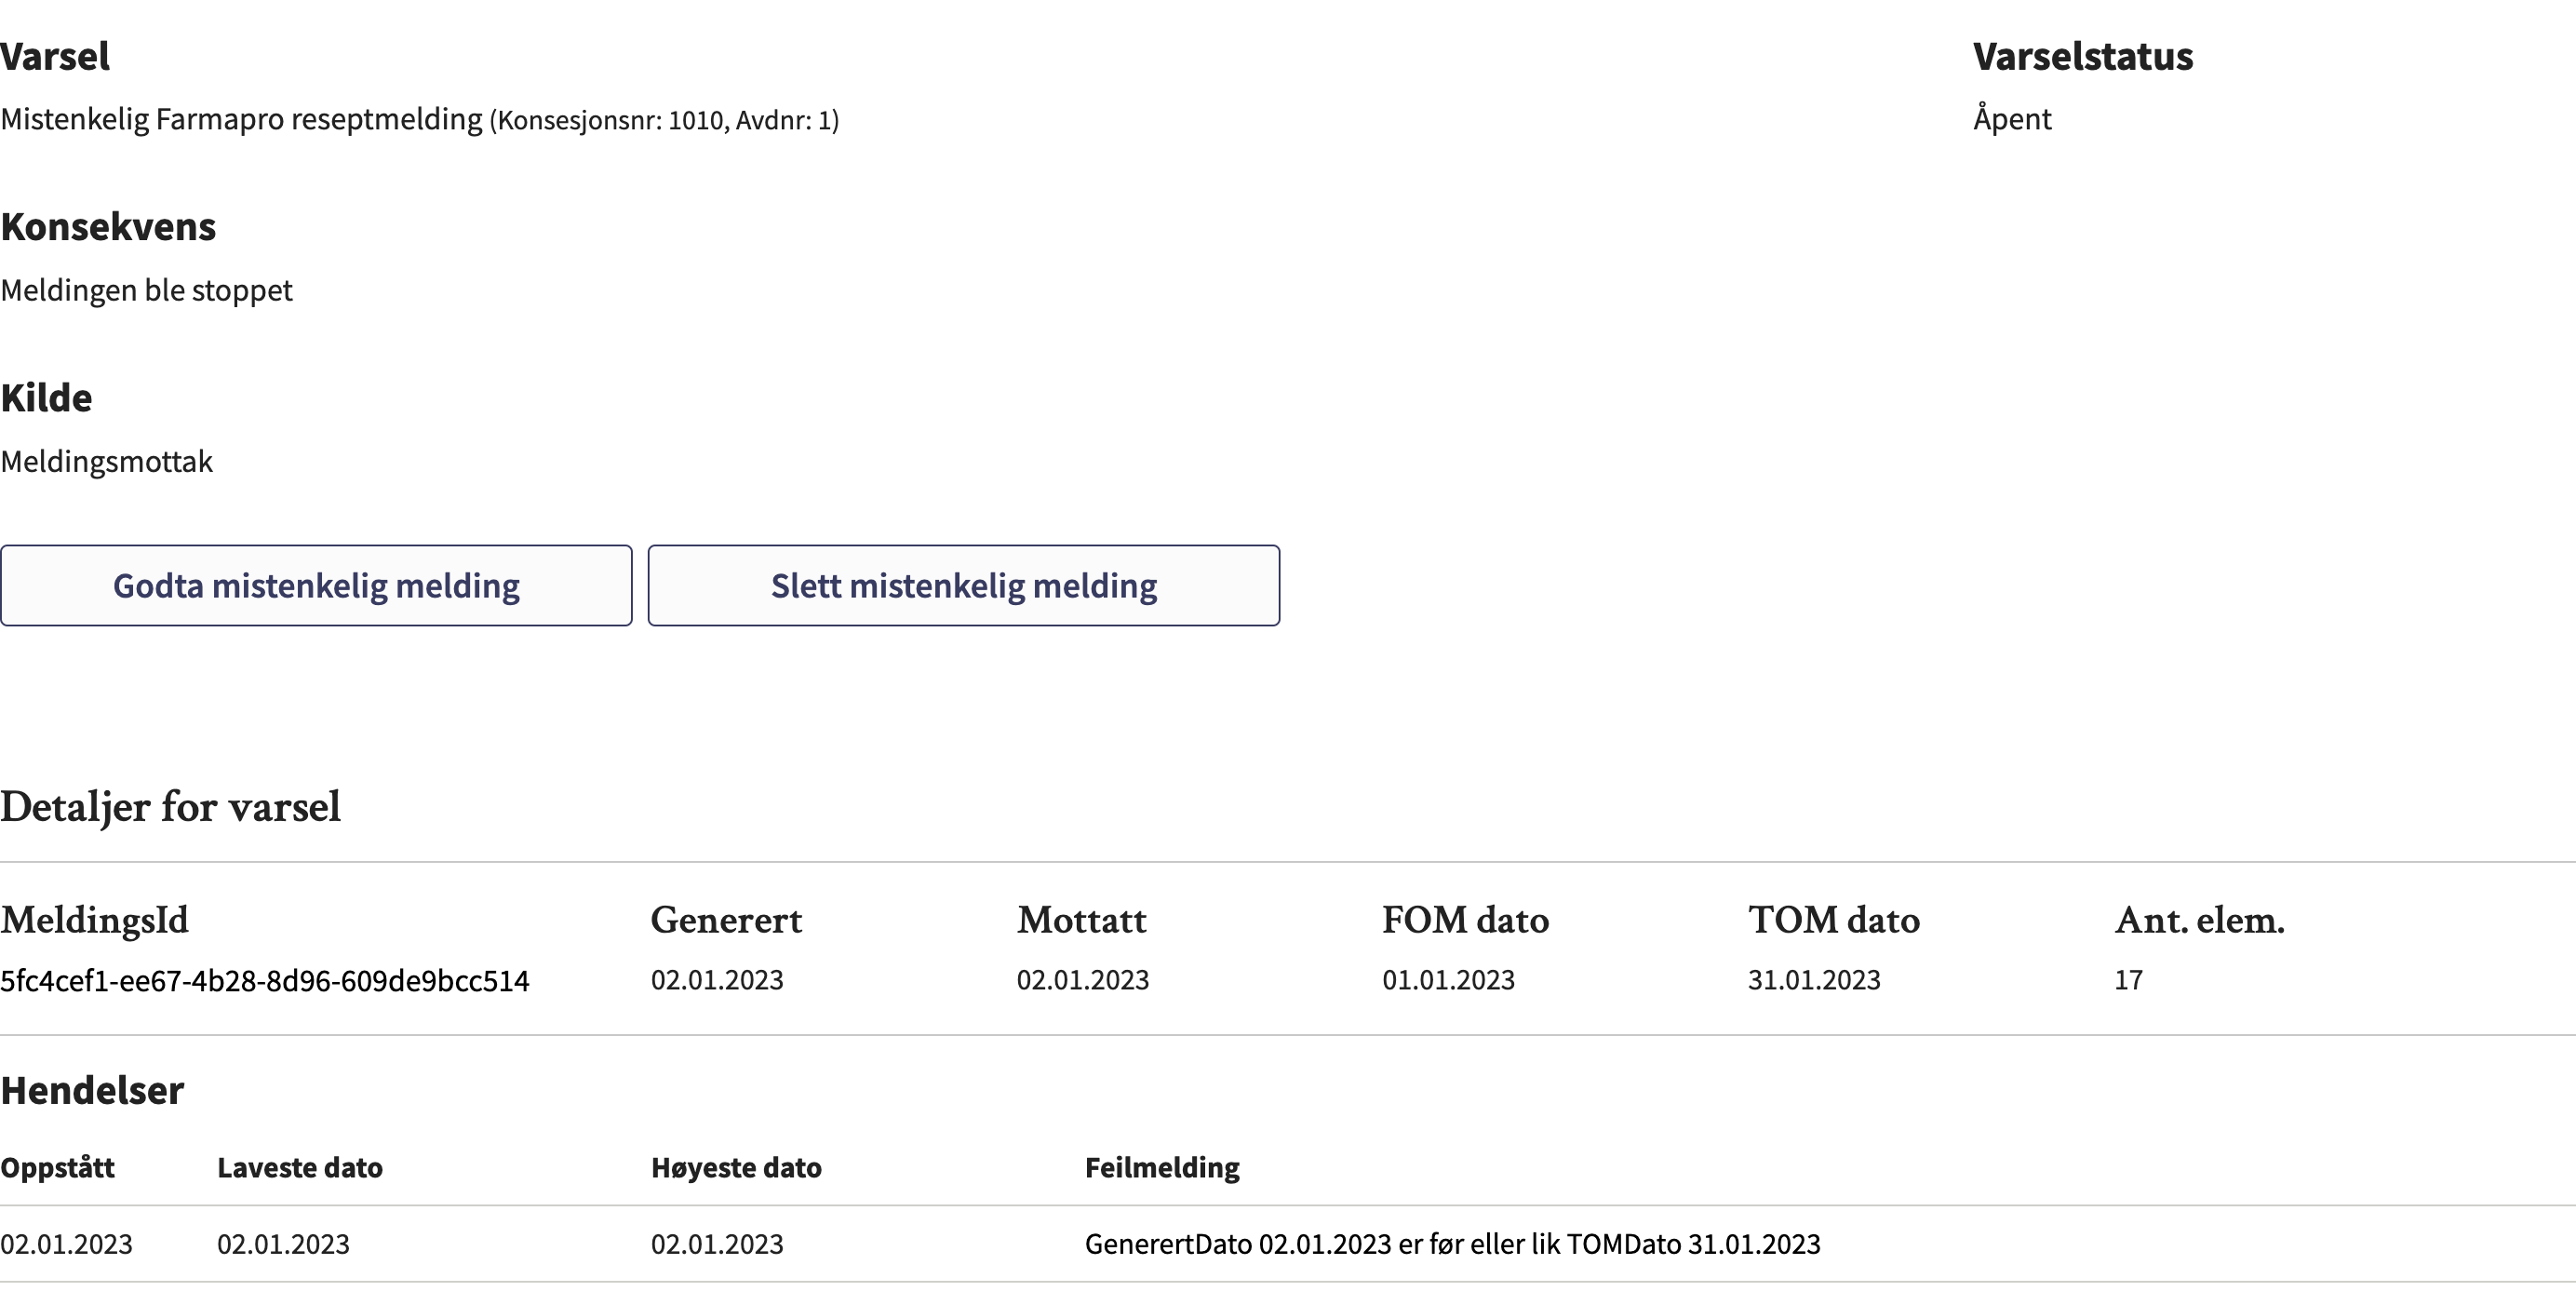 Varsel
Varselstatus
Mistenkelig Farmapro reseptmelding (Konsesjonsnr: 1010, Avdnr: 1)
Åpent
Konsekvens
Meldingen ble stoppet
Kilde
Meldingsmottak
Godta mistenkelig melding
Slett mistenkelig melding
Detaljer for varsel
MeldingsId Generert Mottatt FOM dato TOM dato Ant. elem.
5fc4cef1-ee67-4b28-8d96-609de9bcc514 02.01.2023 02.01.2023 01.01.2023 31.01.2023 17
Hendelser
Oppstått Laveste dato Høyeste dato Feilmelding
02.01.2023 02.01.2023 02.01.2023 GenerertDato 02.01.2023 er før eller lik TOMDato 31.01.2023